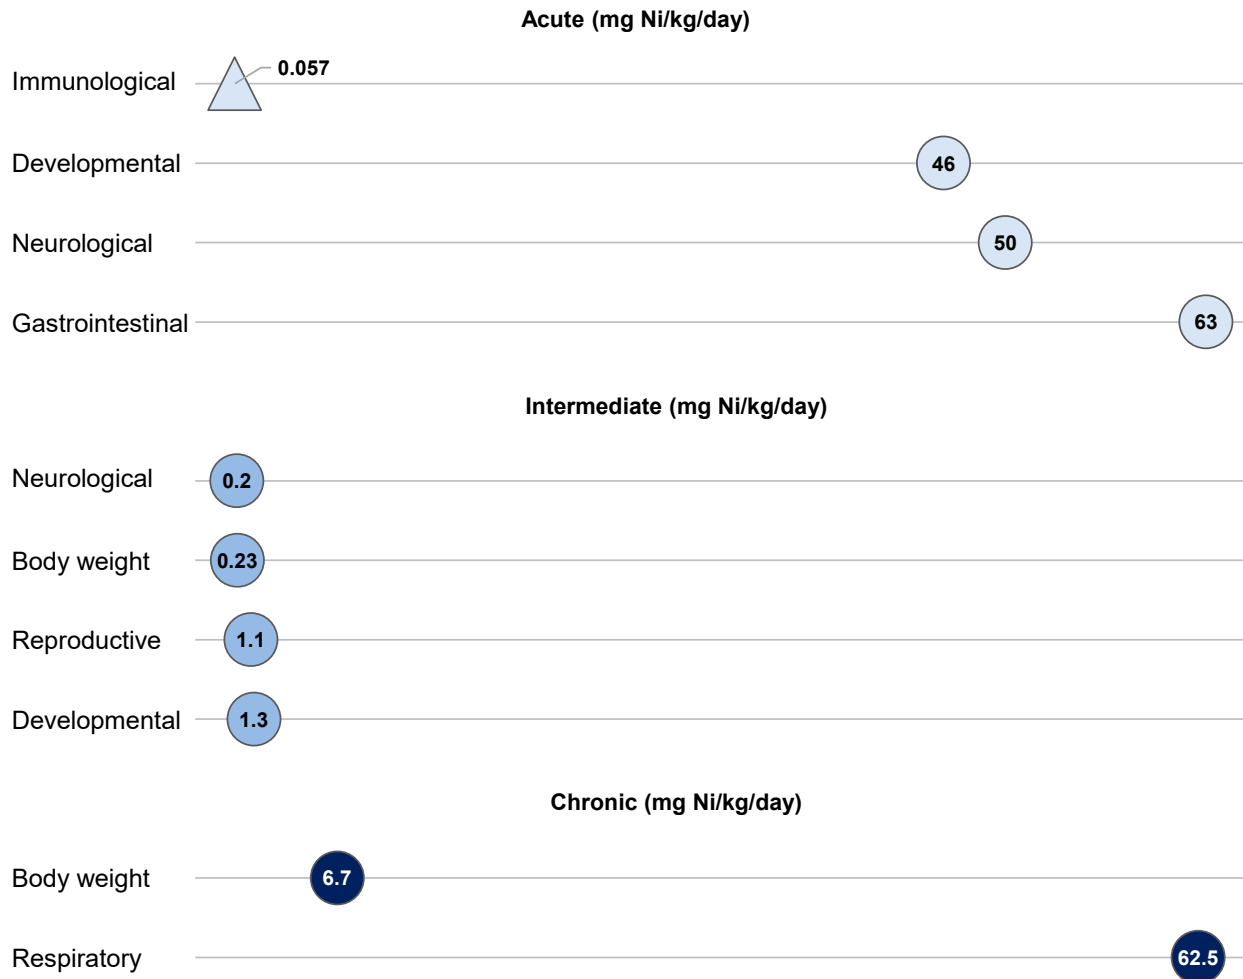 Acute (mg Ni/kg/day)
Immunological 0.057
Developmental 46
Neurological 50
Gastrointestinal 63
Intermediate (mg Ni/kg/day)
Neurological 0.2
Body weight 0.23
Reproductive 1.1
Developmental 1.3
Chronic (mg Ni/kg/day)
Body weight 6.7
Respiratory 62.5